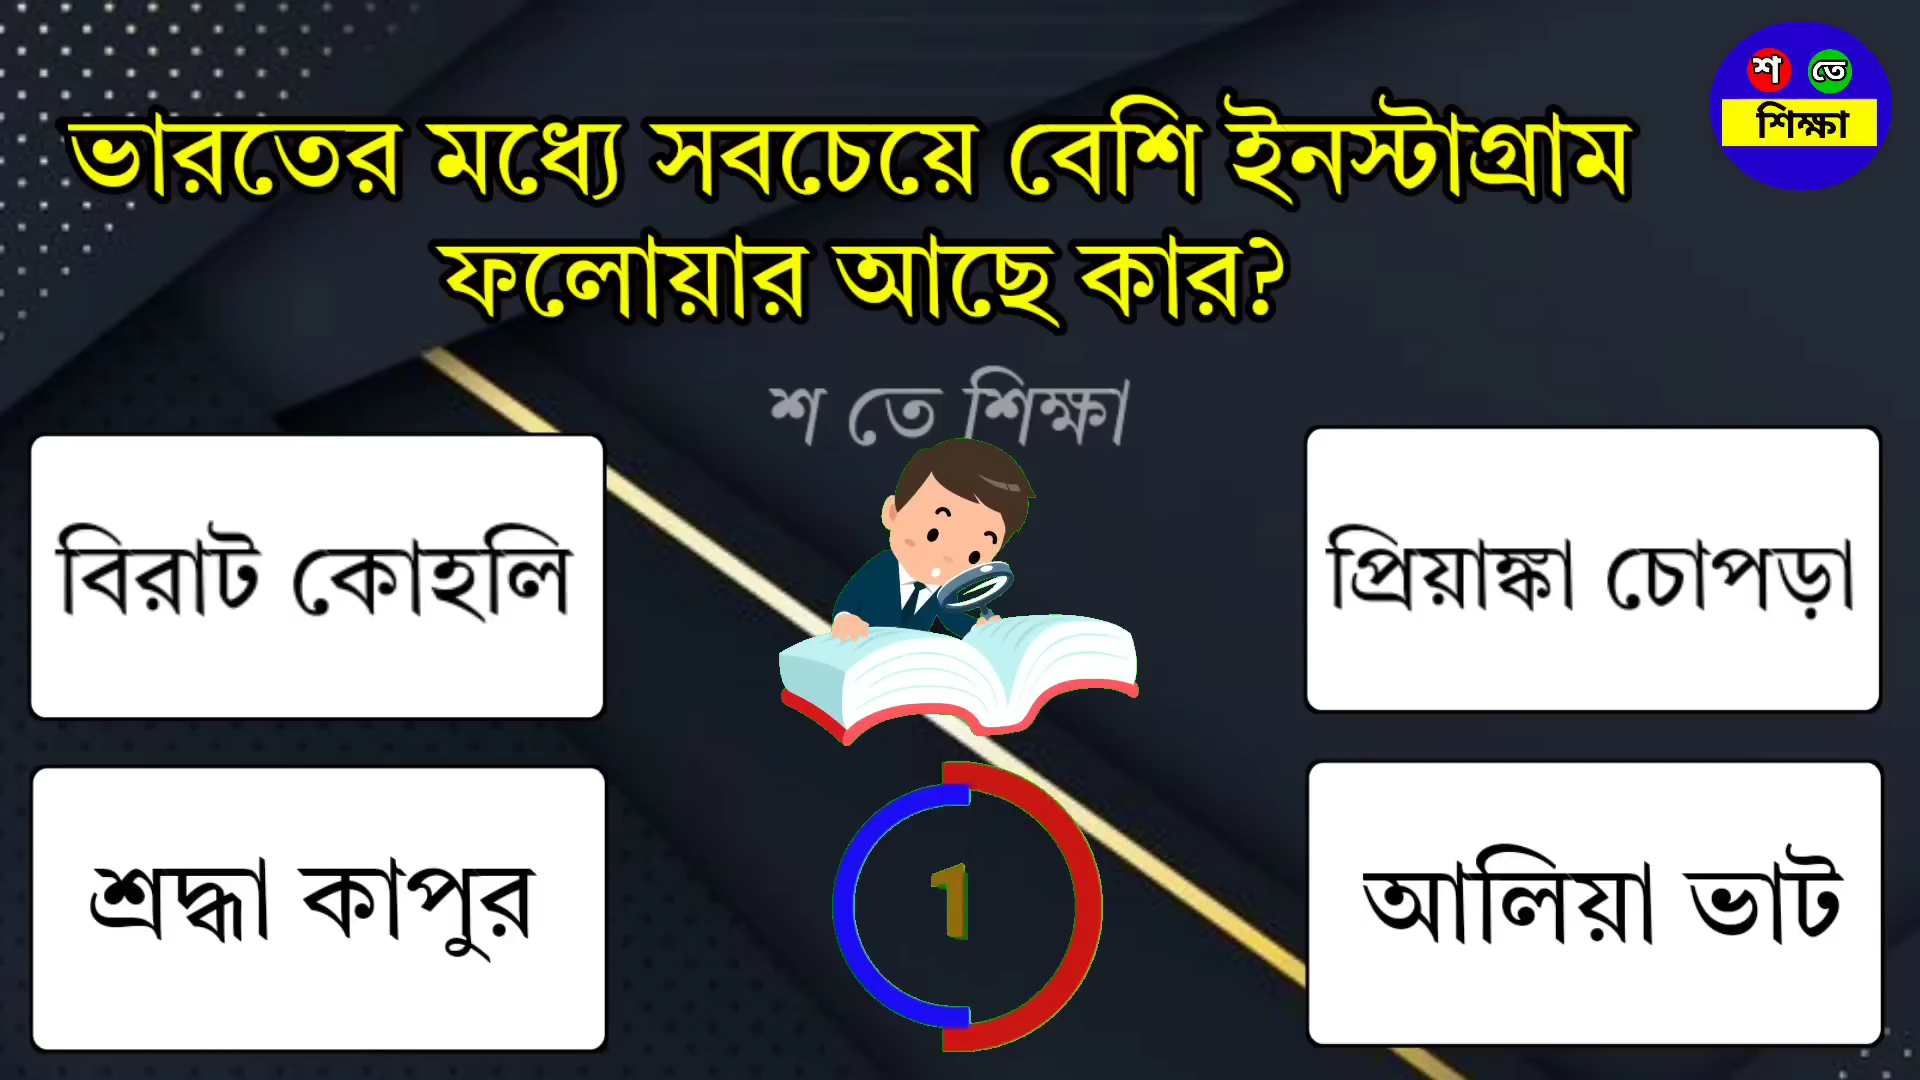 শ তে
শিক্ষা
ভারতের মধ্যে সবচেয়ে বেশি ইনস্টাগ্রাম
ফলোয়ার আছে কার?
শ তে শিক্ষা
বিরাট কোহলি
প্রিয়াঙ্কা চোপড়া
শ্রদ্ধা কাপুর
আলিয়া ভাট
1